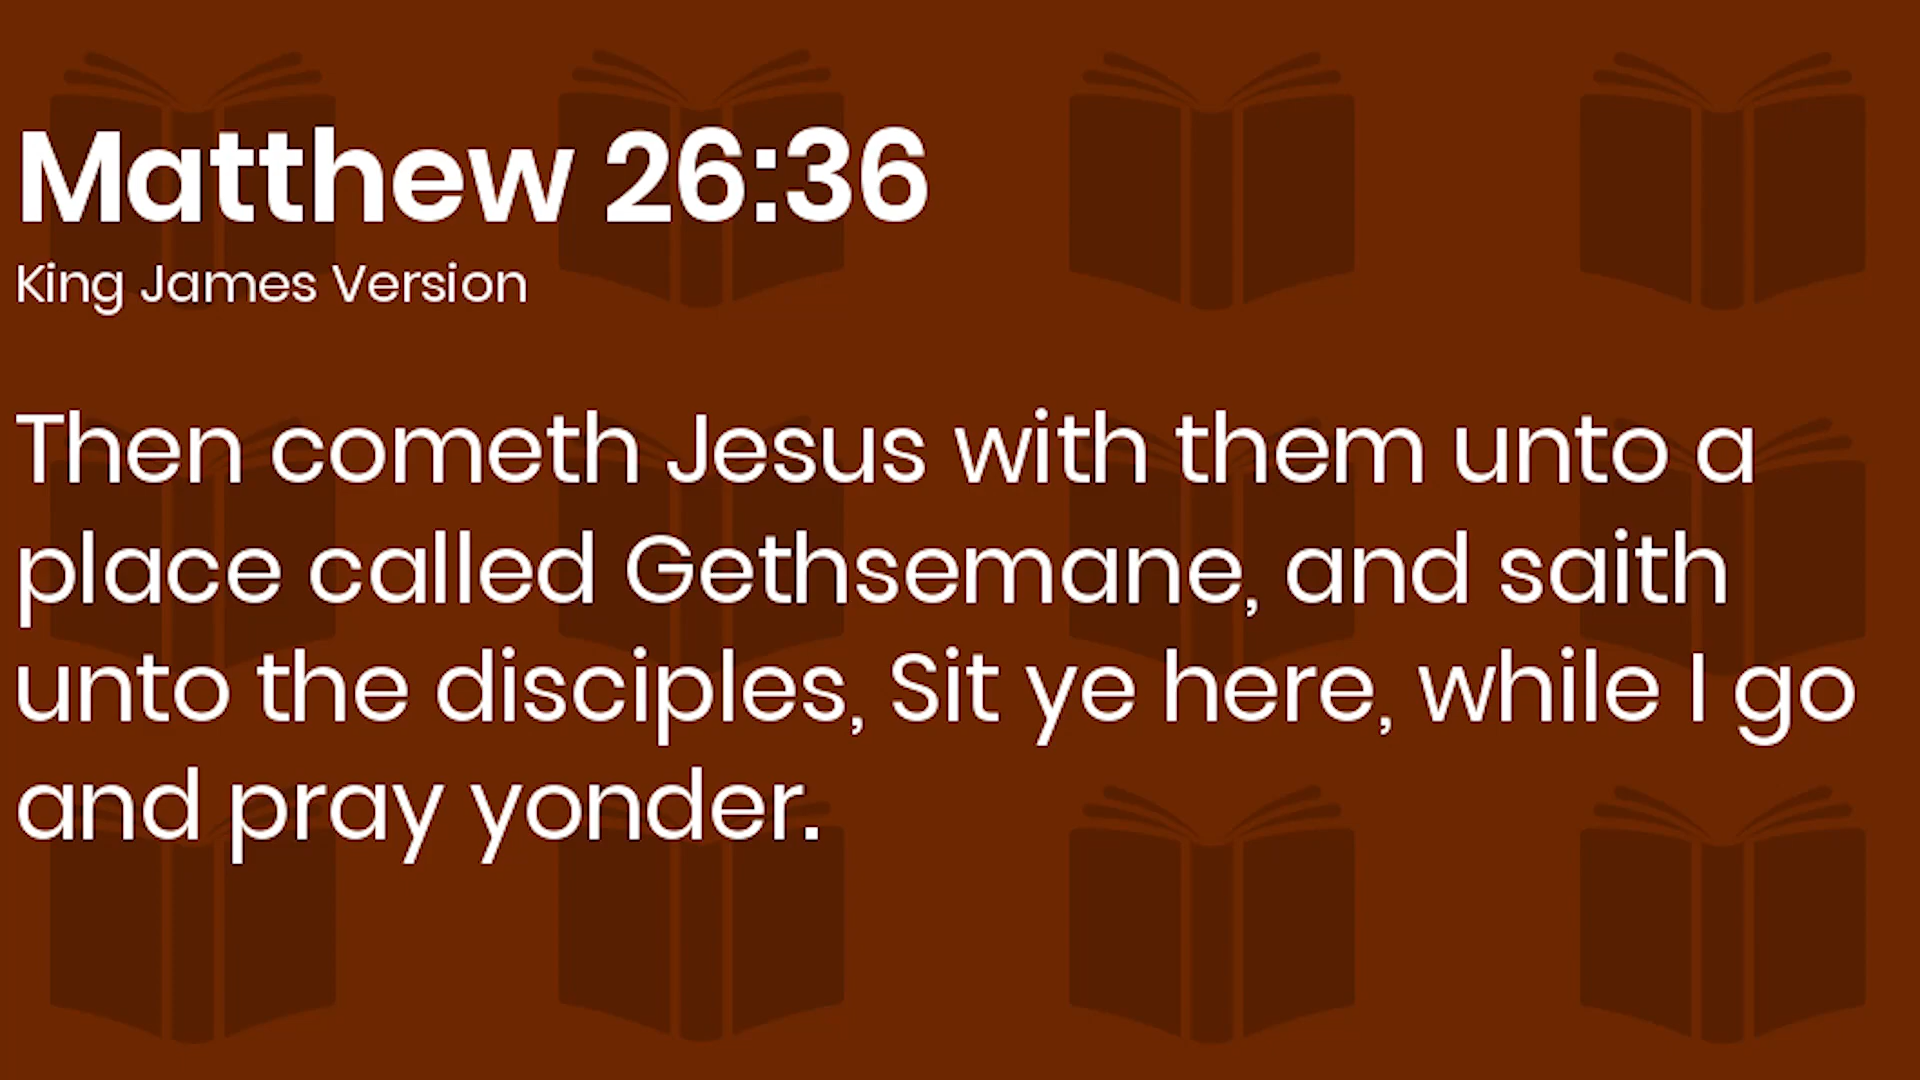 Matthew 26:36
King James Version
Then cometh Jesus with them unto a
place called Gethsemane, and saith
unto the disciples, Sit ye here, while I go
and pray yonder.